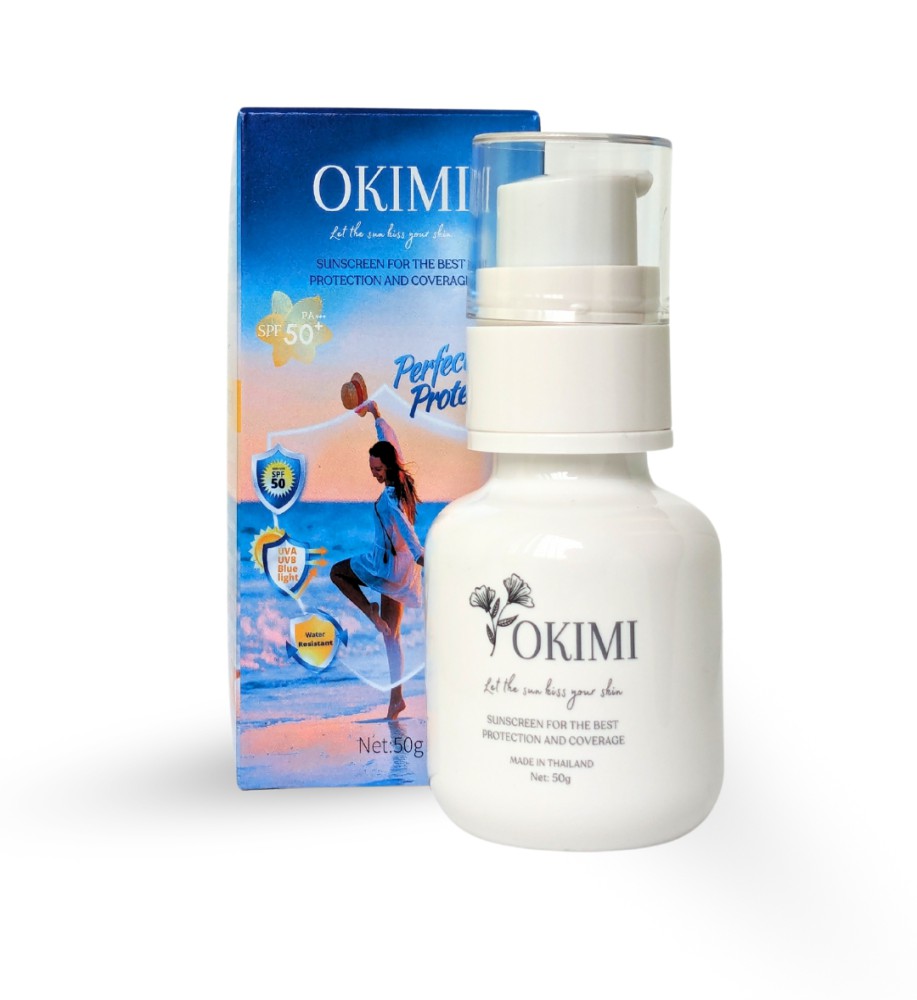 OKIMI
Let the sun kiss your skin
SUNSCREEN FOR THE BEST
PROTECTION AND COVERAGE
PA+++
SPF 50+
Perfect
Prote
SPF
50
UVA
UVB
Blue
light
Water
Resistant
Net:50g
OKIMI
Let the sun kiss your skin
SUNSCREEN FOR THE BEST
PROTECTION AND COVERAGE
MADE IN THAILAND
Net: 50g